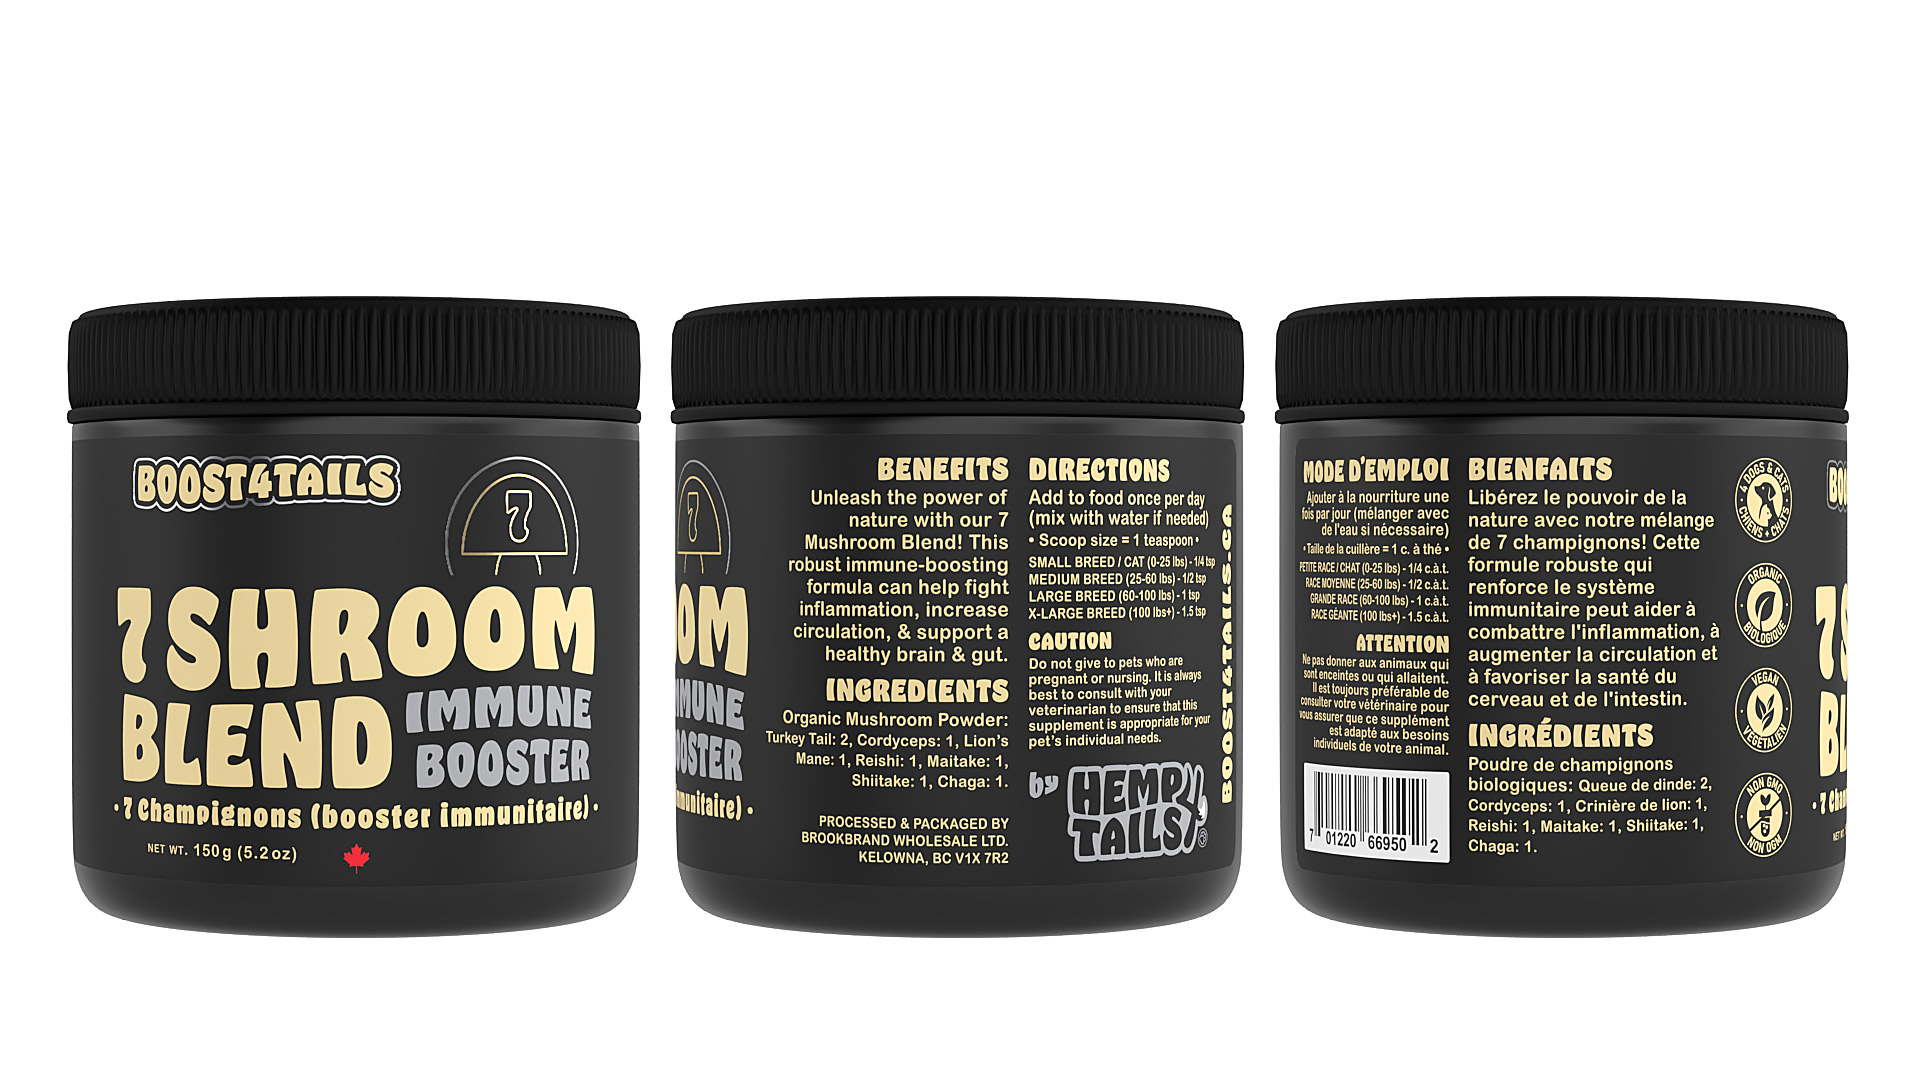 BOOST4TAILS
7
7 SHROOM
BLEND IMMUNE
BOOSTER
• 7 Champignons (booster immunitaire) •
NET WT. 150g (5.2oz)
OM
MUNE
OSTER
immunitaire) •
BENEFITS
Unleash the power of
nature with our 7
Mushroom Blend! This
robust immune-boosting
formula can help fight
inflammation, increase
circulation, & support a
healthy brain & gut.
INGREDIENTS
Organic Mushroom Powder:
Turkey Tail: 2, Cordyceps: 1, Lion's
Mane: 1, Reishi: 1, Maitake: 1,
Shiitake: 1, Chaga: 1.
PROCESSED & PACKAGED BY
BROOKBRAND WHOLESALE LTD.
KELOWNA, BC V1X 7R2
DIRECTIONS
Add to food once per day
(mix with water if needed)
• Scoop size = 1 teaspoon •
SMALL BREED / CAT (0-25 lbs) - 1/4 tsp
MEDIUM BREED (25-60 lbs) - 1/2 tsp
LARGE BREED (60-100 lbs) - 1 tsp
X-LARGE BREED (100 lbs+) - 1.5 tsp
CAUTION
Do not give to pets who are
pregnant or nursing. It is always
best to consult with your
veterinarian to ensure that this
supplement is appropriate for your
pet's individual needs.
by HEMP
TAILS
BOOST4TAILS.CA
MODE D'EMPLOI
Ajouter à la nourriture une
fois par jour (mélanger avec
de l'eau si nécessaire)
• Taille de la cuillère = 1 c. à thé •
PETITE RACE / CHAT (0-25 lbs) - 1/4 c.à.t.
RACE MOYENNE (25-60 lbs) - 1/2 c.à.t.
GRANDE RACE (60-100 lbs) - 1 c.à.t.
RACE GÉANTE (100 lbs+) - 1.5 c.à.t.
ATTENTION
Ne pas donner aux animaux qui
sont enceintes ou qui allaitent.
Il est toujours préférable de
consulter votre vétérinaire pour
vous assurer que ce supplément
est adapté aux besoins
individuels de votre animal.
7 01220 66950 2
BIENFAITS
Libérez le pouvoir de la
nature avec notre mélange
de 7 champignons! Cette
formule robuste qui
renforce le système
immunitaire peut aider à
combattre l'inflammation, à
augmenter la circulation et
à favoriser la santé du
cerveau et de l'intestin.
INGRÉDIENTS
Poudre de champignons
biologiques: Queue de dinde: 2,
Cordyceps: 1, Crinière de lion: 1,
Reishi: 1, Maitake: 1, Shiitake: 1,
Chaga: 1.
4 DOGS & CATS
CHIENS + CHATS
ORGANIC
BIOLOGIQUE
VEGAN
VÉGÉTALIEN
NON GMO
NON OGN
BO
7 S
BL
• 7 Cham
NET